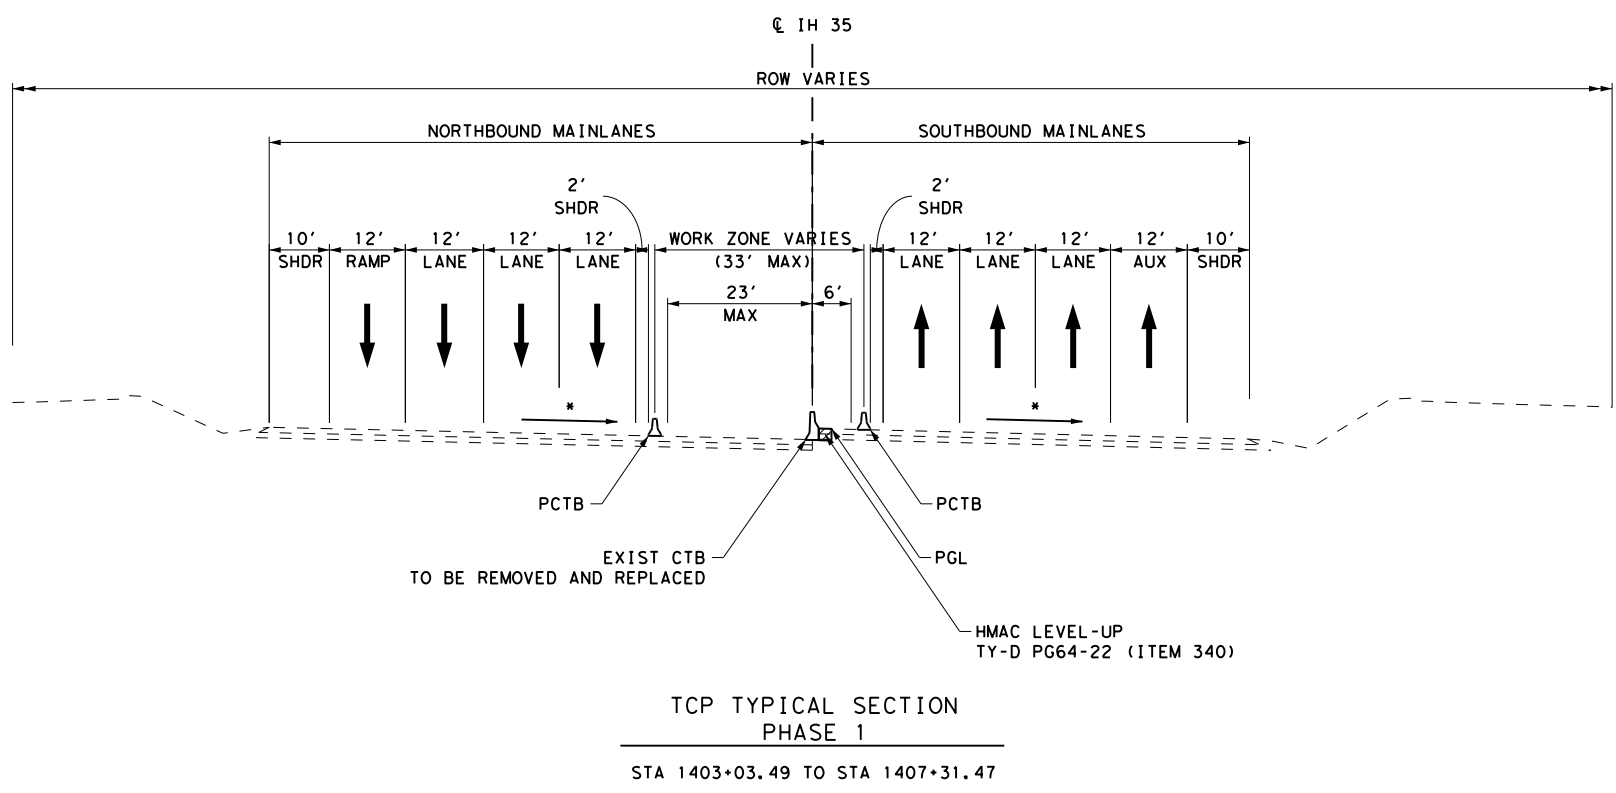 ℄ IH 35
ROW VARIES
NORTHBOUND MAINLANES
SOUTHBOUND MAINLANES
2'
SHDR
2'
SHDR
10'
SHDR
12'
RAMP
12'
LANE
12'
LANE
12'
LANE
WORK ZONE VARIES
(33' MAX)
12'
LANE
12'
LANE
12'
LANE
12'
AUX
10'
SHDR
23'
MAX
6'
*
*
PCTB
PCTB
EXIST CTB
TO BE REMOVED AND REPLACED
PGL
HMAC LEVEL-UP
TY-D PG64-22 (ITEM 340)
TCP TYPICAL SECTION
PHASE 1
STA 1403+03.49 TO STA 1407+31.47